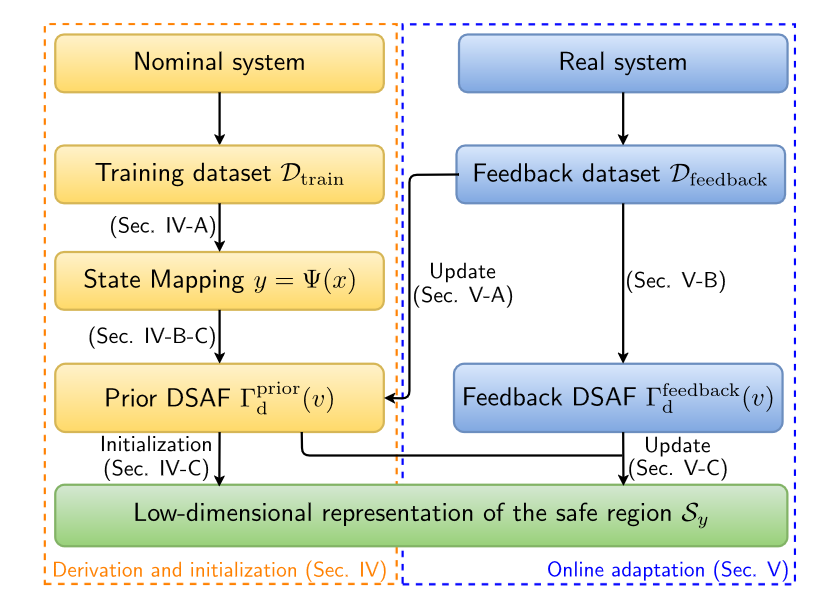 Nominal system
Real system
Training dataset 𝒟_train
Feedback dataset 𝒟_feedback
(Sec. IV-A)
State Mapping y = Ψ(x)
Update
(Sec. V-A)
(Sec. V-B)
(Sec. IV-B-C)
Prior DSAF Γ_d^prior(v)
Feedback DSAF Γ_d^feedback(v)
Initialization
(Sec. IV-C)
Update
(Sec. V-C)
Low-dimensional representation of the safe region 𝒮_y
Derivation and initialization (Sec. IV)
Online adaptation (Sec. V)